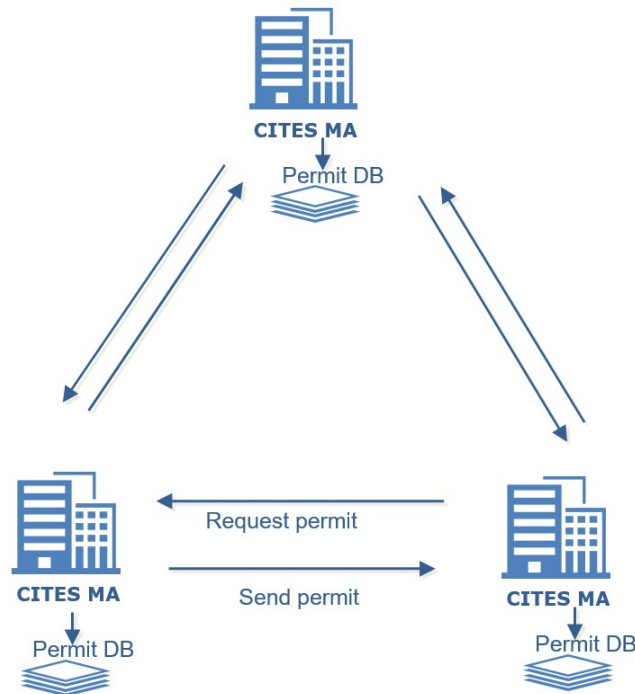 CITES MA
Permit DB
Request permit
Send permit
CITES MA
Permit DB
CITES MA
Permit DB